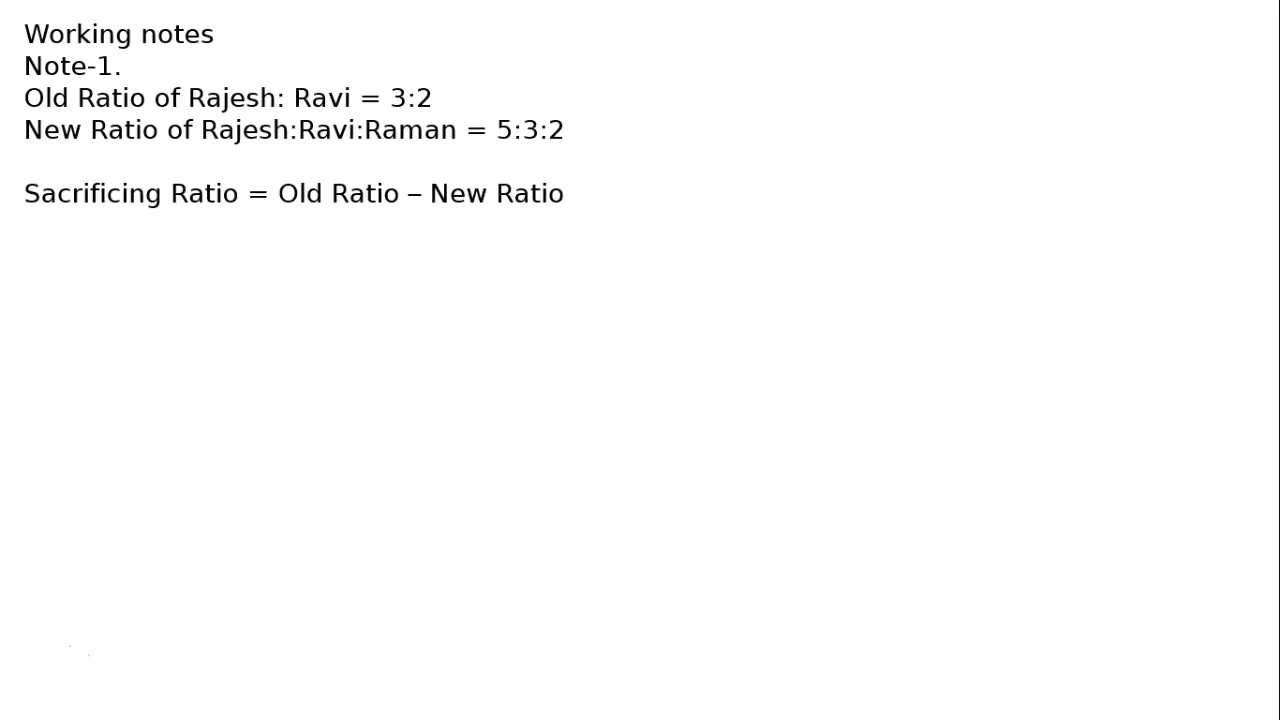 Working notes
Note-1.
Old Ratio of Rajesh: Ravi = 3:2
New Ratio of Rajesh:Ravi:Raman = 5:3:2
Sacrificing Ratio = Old Ratio – New Ratio